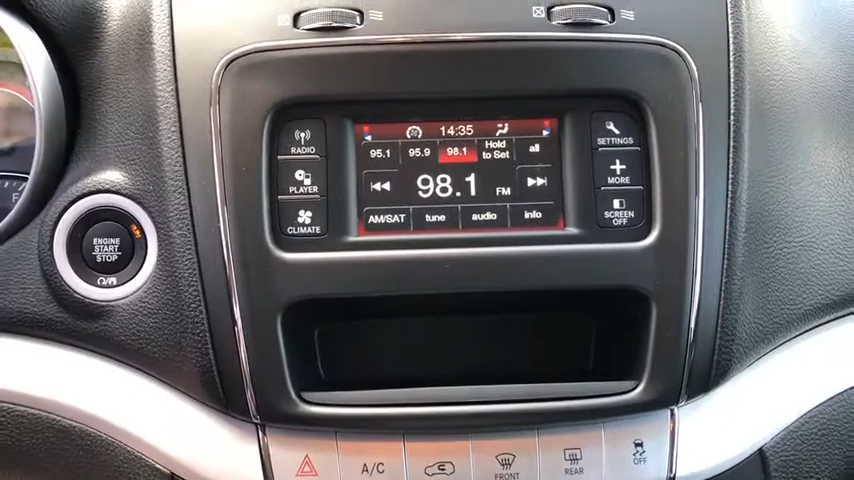 14:35
RADIO
95.1 95.9 98.1 Hold to Set all
SETTINGS
PLAYER
98.1 FM
MORE
CLIMATE
AM/SAT tune audio info
SCREEN OFF
ENGINE
START
STOP
RUN
A/C
FRONT
REAR
OFF